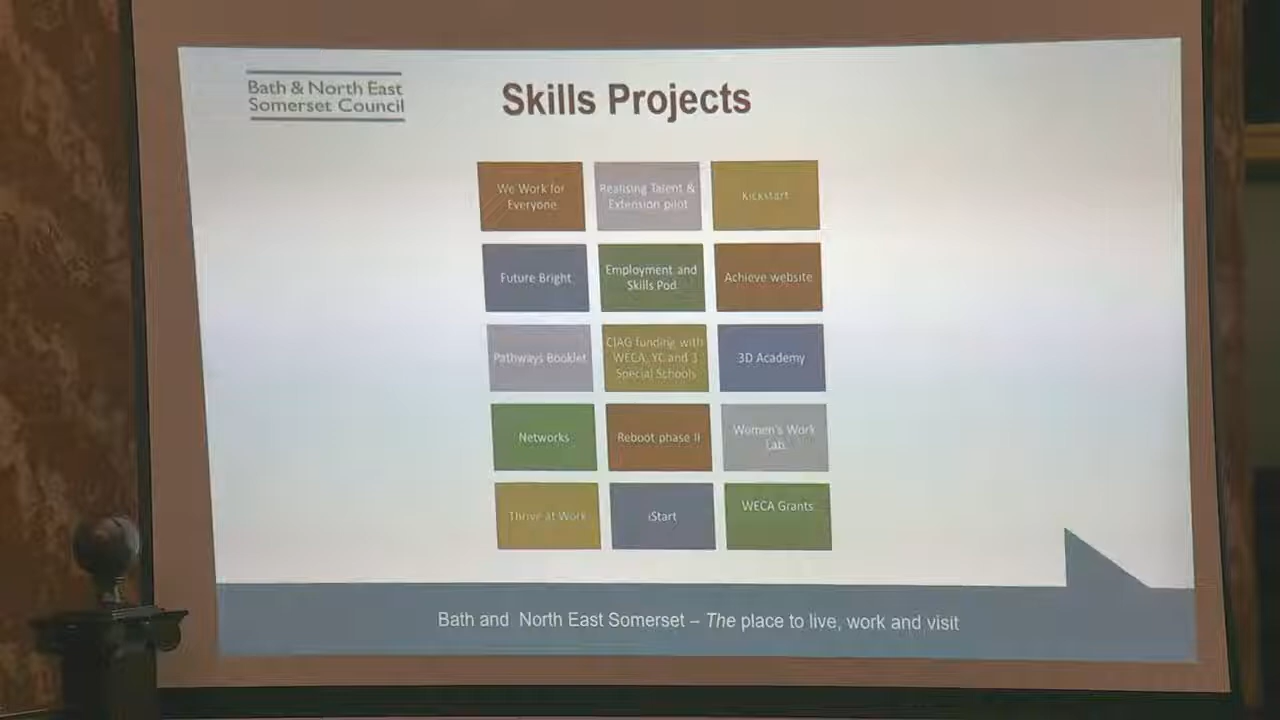 Bath & North East
Somerset Council
Skills Projects
We Work for
Everyone
Realising Talent &
Extension pilot
Kickstart
Future Bright
Employment and
Skills Pod
Achieve website
Pathways Booklet
CIAG funding with
WECA, YC and 3
Special Schools
3D Academy
Networks
Reboot phase II
Women's Work
Lab
Thrive at Work
iStart
WECA Grants
Bath and North East Somerset – The place to live, work and visit